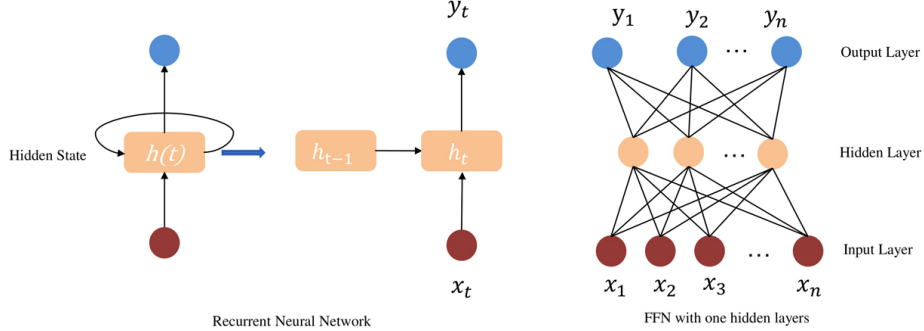 Hidden State
h(t)
h_{t-1}
h_t
y_t
x_t
Recurrent Neural Network
y_1 y_2 ... y_n
Output Layer
...
Hidden Layer
...
Input Layer
x_1 x_2 x_3 x_n
FFN with one hidden layers